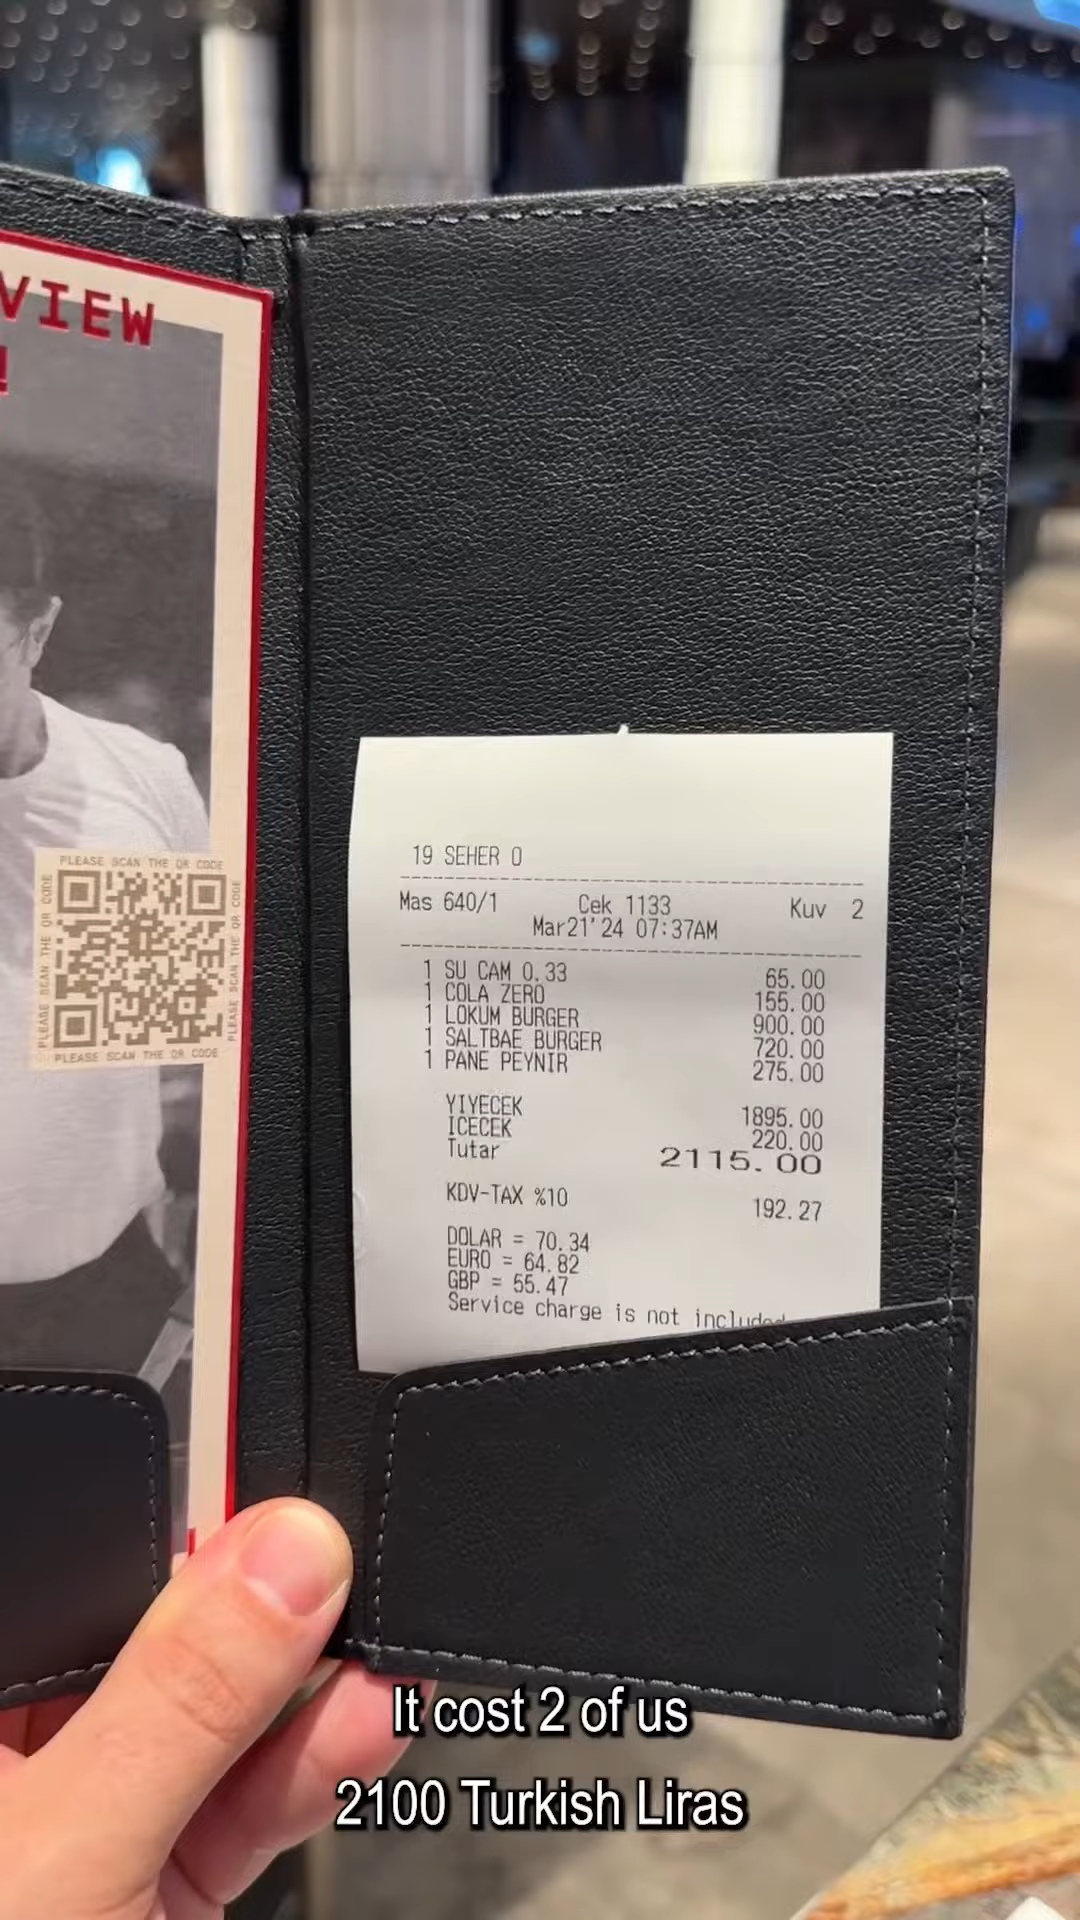 VIEW
!
PLEASE SCAN THE QR CODE
PLEASE SCAN THE QR CODE
PLEASE SCAN THE QR CODE
PLEASE SCAN THE QR CODE
19 SEHER O
Mas 640/1 Cek 1133 Kuv 2
Mar21'24 07:37AM
1 SU CAM 0.33 65.00
1 COLA ZERO 155.00
1 LOKUM BURGER 900.00
1 SALTBAE BURGER 720.00
1 PANE PEYNIR 275.00
YIYECEK 1895.00
ICECEK 220.00
Tutar 2115.00
KDV-TAX %10 192.27
DOLAR = 70.34
EURO = 64.82
GBP = 55.47
Service charge is not included
It cost 2 of us
2100 Turkish Liras